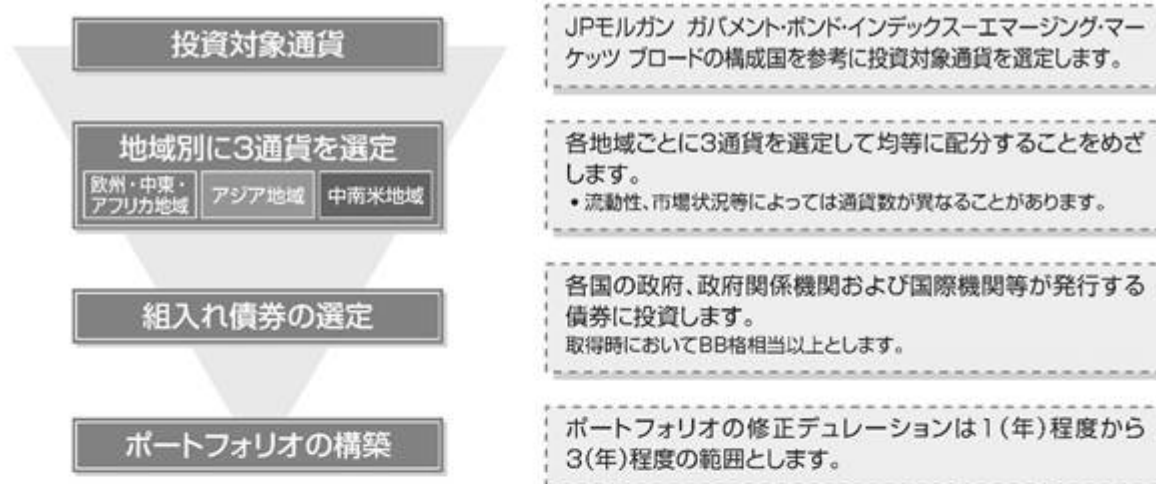 投資対象通貨
JPモルガン ガバメント・ボンド・インデックス－エマージング・マー
ケッツ ブロードの構成国を参考に投資対象通貨を選定します。
地域別に3通貨を選定
欧州・中東・
アフリカ地域
アジア地域
中南米地域
各地域ごとに3通貨を選定して均等に配分することをめざ
します。
• 流動性、市場状況等によっては通貨数が異なることがあります。
組入れ債券の選定
各国の政府、政府関係機関および国際機関等が発行する
債券に投資します。
取得時においてBB格相当以上とします。
ポートフォリオの構築
ポートフォリオの修正デュレーションは1(年)程度から
3(年)程度の範囲とします。